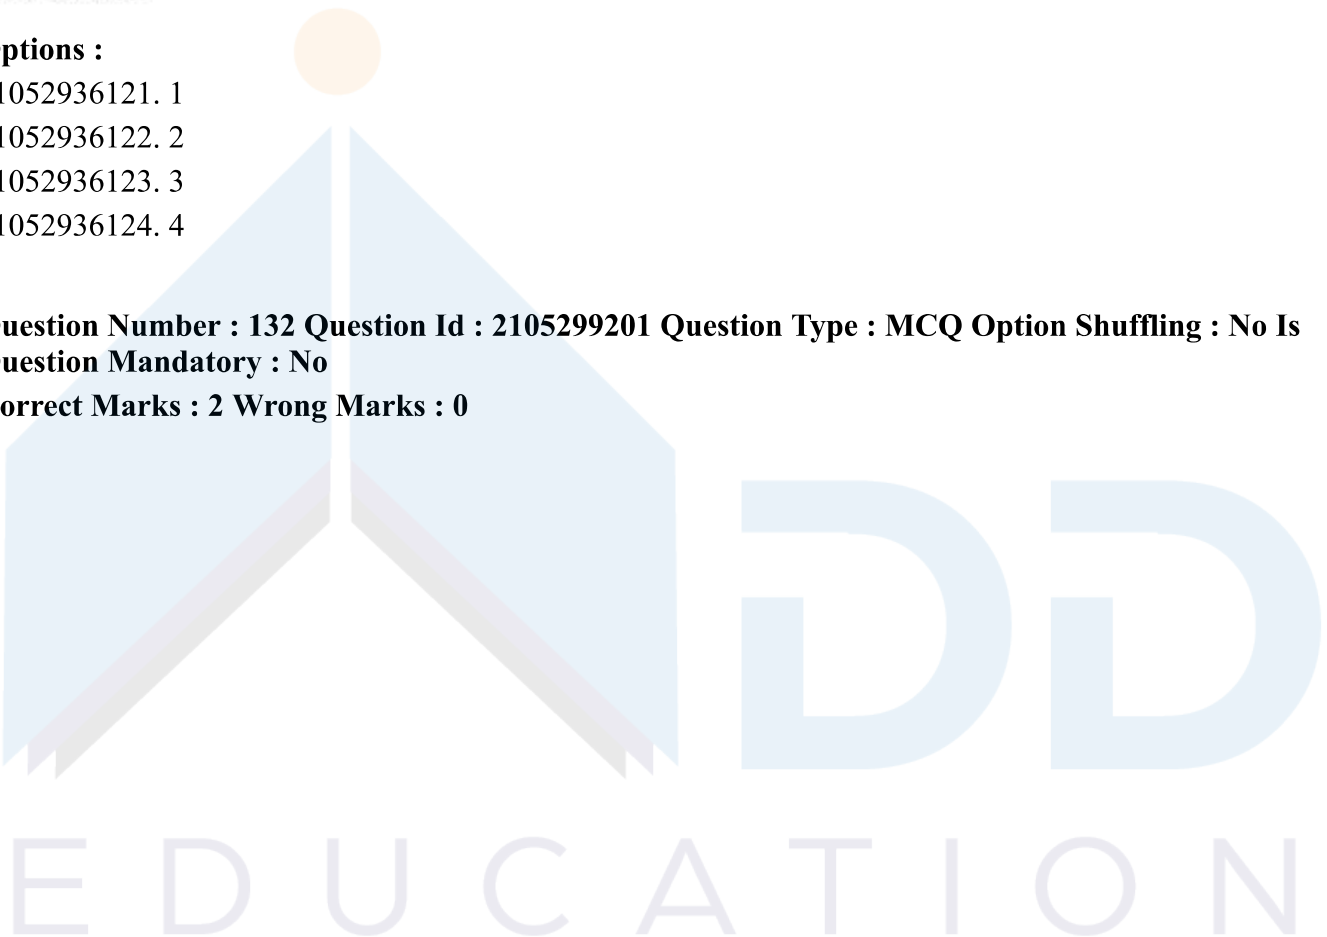 ptions :
1052936121. 1
1052936122. 2
1052936123. 3
1052936124. 4
uestion Number : 132 Question Id : 2105299201 Question Type : MCQ Option Shuffling : No Is
uestion Mandatory : No
orrect Marks : 2 Wrong Marks : 0
DD
EDUCATION